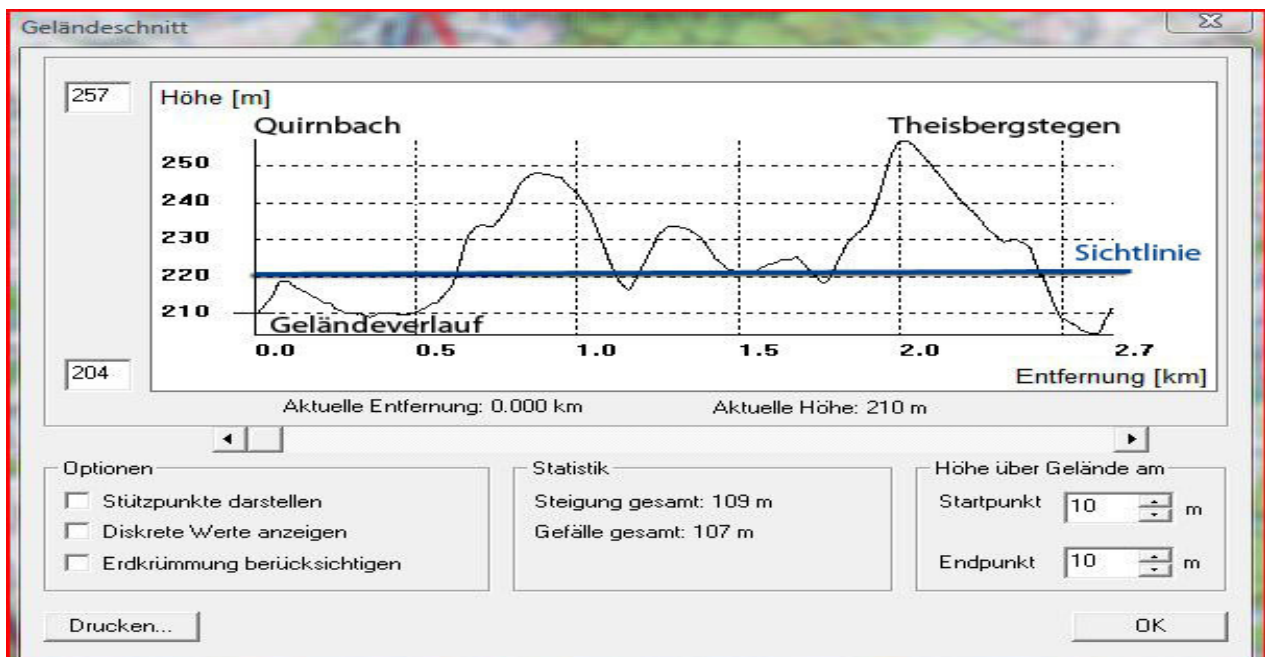 Geländeschnitt
257
Höhe [m]
Quirnbach
Theisbergstegen
250
240
230
Sichtlinie
220
210
Geländeverlauf
0.0 0.5 1.0 1.5 2.0 2.7
204
Entfernung [km]
Aktuelle Entfernung: 0.000 km Aktuelle Höhe: 210 m
Optionen
Stützpunkte darstellen
Diskrete Werte anzeigen
Erdkrümmung berücksichtigen
Statistik
Steigung gesamt: 109 m
Gefälle gesamt: 107 m
Höhe über Gelände am
Startpunkt 10 m
Endpunkt 10 m
Drucken...
OK